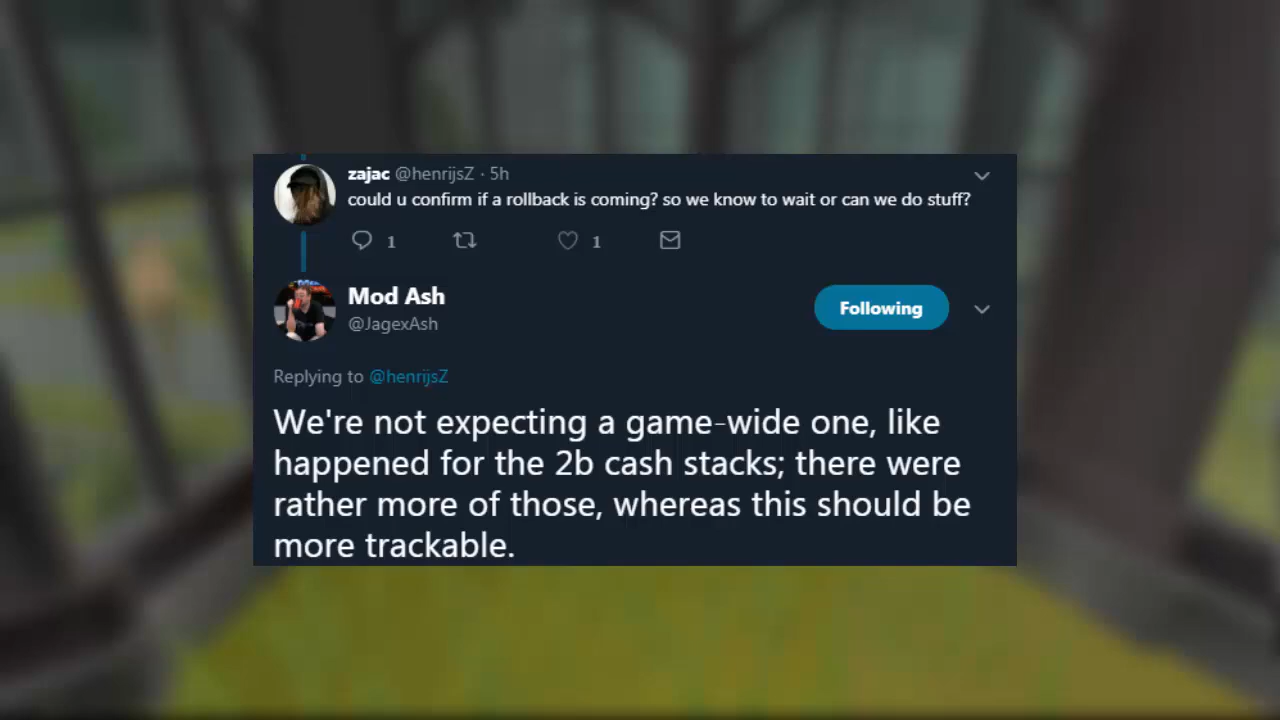 zajac @henrijsZ · 5h
could u confirm if a rollback is coming? so we know to wait or can we do stuff?
1 1
Mod Ash
Following
@JagexAsh
Replying to @henrijsZ
We're not expecting a game-wide one, like
happened for the 2b cash stacks; there were
rather more of those, whereas this should be
more trackable.